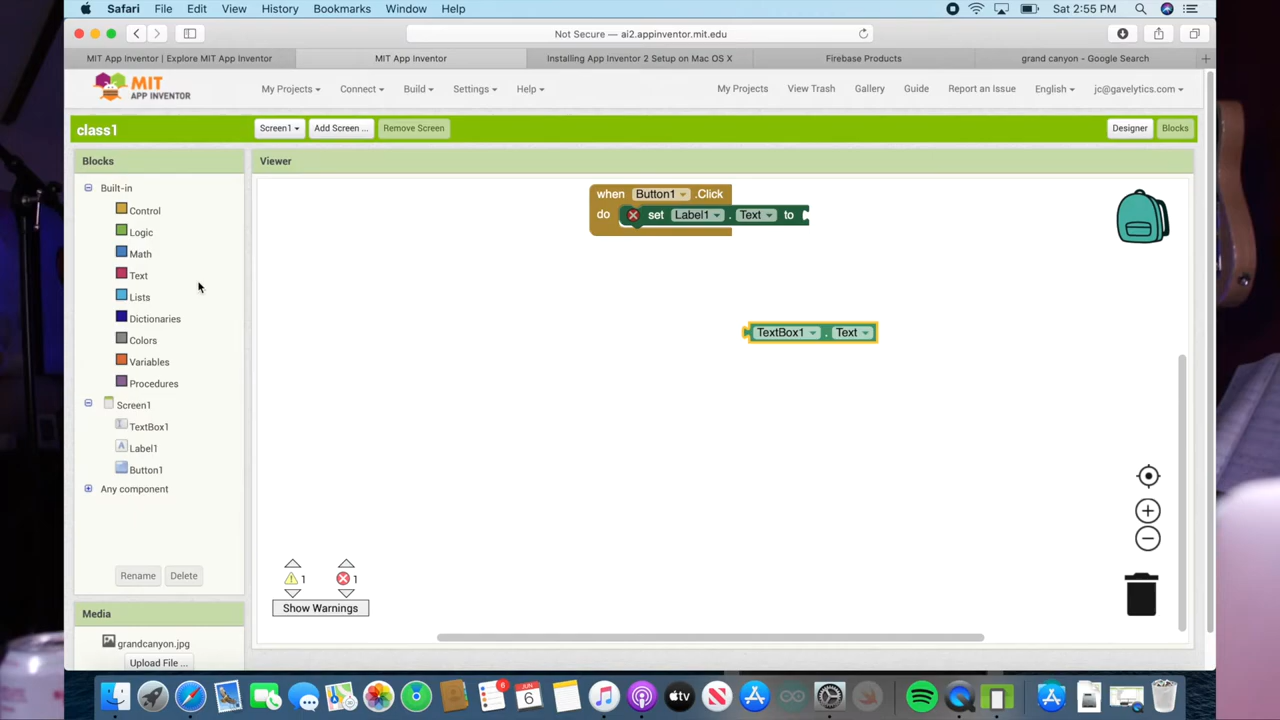 Safari File Edit View History Bookmarks Window Help Sat 2:55 PM
Not Secure — ai2.appinventor.mit.edu
MIT App Inventor | Explore MIT App Inventor MIT App Inventor Installing App Inventor 2 Setup on Mac OS X Firebase Products grand canyon - Google Search
MIT
APP INVENTOR
My Projects Connect Build Settings Help My Projects View Trash Gallery Guide Report an Issue English jc@gavelytics.com
class1 Screen1 Add Screen ... Remove Screen Designer Blocks
Blocks Viewer
Built-in
Control
Logic
Math
Text
Lists
Dictionaries
Colors
Variables
Procedures
Screen1
TextBox1
Label1
Button1
Any component
Rename Delete
Media
grandcanyon.jpg
Upload File ...
when Button1 .Click
do set Label1 . Text to
TextBox1 . Text
1 1
Show Warnings
6
JUN
6
tv